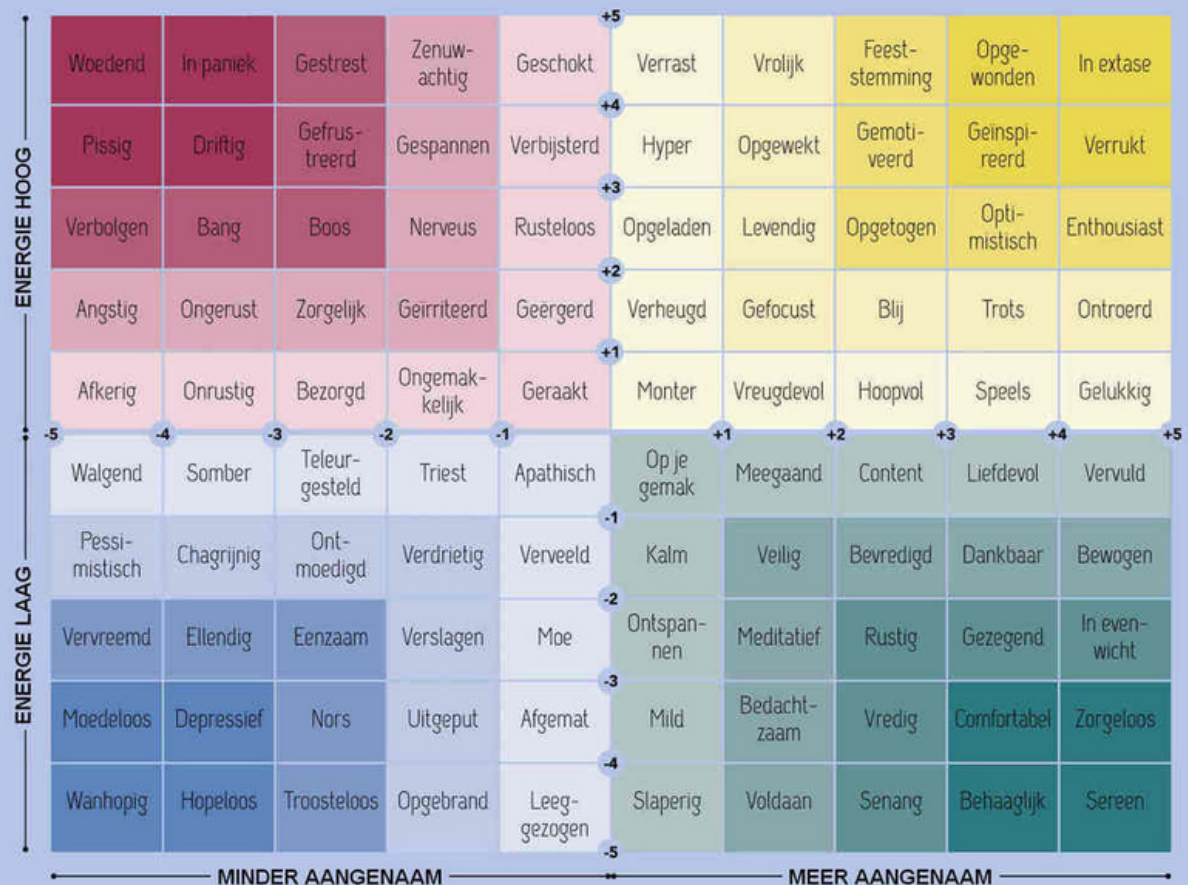 +5
Woedend In paniek Gestrest Zenuw- Geschokt Verrast Vrolijk Feest- Opge- In extase
achtig stemming wonden
+4
Pissig Driftig Gefrus- Gespannen Verbijsterd Hyper Opgewekt Gemoti- Geïnspi- Verrukt
treerd veerd reerd
+3
Verbolgen Bang Boos Nerveus Rusteloos Opgeladen Levendig Opgetogen Opti- Enthousiast
mistisch
+2
Angstig Ongerust Zorgelijk Geïrriteerd Geërgerd Verheugd Gefocust Blij Trots Ontroerd
+1
Afkerig Onrustig Bezorgd Ongemak- Geraakt Monter Vreugdevol Hoopvol Speels Gelukkig
kelijk
-5 -4 -3 -2 -1 +1 +2 +3 +4 +5
Walgend Somber Teleur- Triest Apathisch Op je Meegaand Content Liefdevol Vervuld
gesteld gemak
-1
Pessi- Chagrijnig Ont- Verdrietig Verveeld Kalm Veilig Bevredigd Dankbaar Bewogen
mistisch moedigd
-2
Vervreemd Ellendig Eenzaam Verslagen Moe Ontspan- Meditatief Rustig Gezegend In even-
nen wicht
-3
Moedeloos Depressief Nors Uitgeput Afgemat Mild Bedacht- Vredig Comfortabel Zorgeloos
zaam
-4
Wanhopig Hopeloos Troosteloos Opgebrand Leeg- Slaperig Voldaan Senang Behaaglijk Sereen
gezogen
-5
ENERGIE HOOG
ENERGIE LAAG
MINDER AANGENAAM MEER AANGENAAM